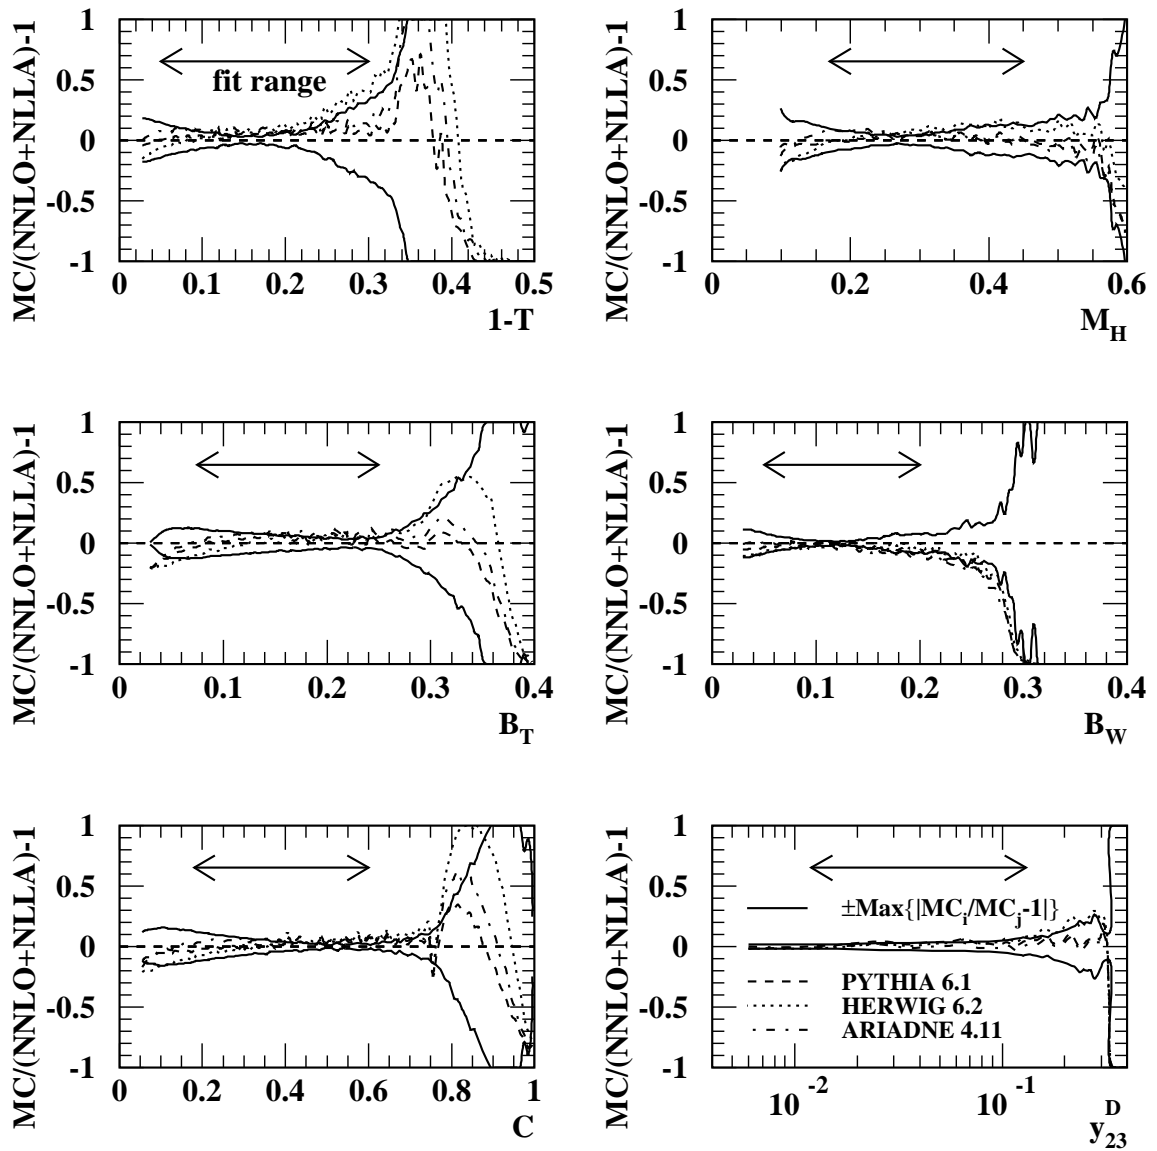 MC/(NNLO+NLLA)-1
1
0.5
0
-0.5
-1
fit range
0 0.1 0.2 0.3 0.4 0.5
1-T
MC/(NNLO+NLLA)-1
1
0.5
0
-0.5
-1
0 0.2 0.4 0.6
M_H
MC/(NNLO+NLLA)-1
1
0.5
0
-0.5
-1
0 0.1 0.2 0.3 0.4
B_T
MC/(NNLO+NLLA)-1
1
0.5
0
-0.5
-1
0 0.1 0.2 0.3 0.4
B_W
MC/(NNLO+NLLA)-1
1
0.5
0
-0.5
-1
0 0.2 0.4 0.6 0.8 1
C
MC/(NNLO+NLLA)-1
1
0.5
0
-0.5
-1
±Max{|MC_i/MC_j-1|}
PYTHIA 6.1
HERWIG 6.2
ARIADNE 4.11
10^-2 10^-1
y_23^D